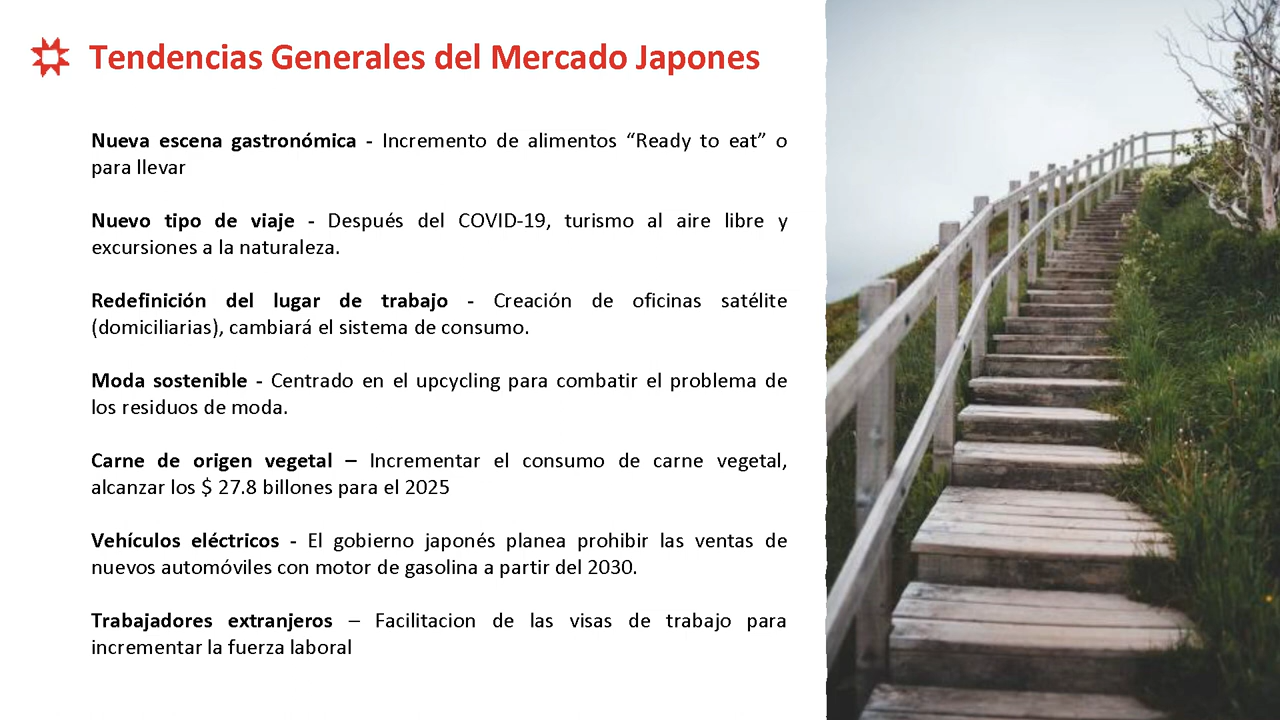 Tendencias Generales del Mercado Japones
Nueva escena gastronómica - Incremento de alimentos “Ready to eat” o
para llevar
Nuevo tipo de viaje - Después del COVID-19, turismo al aire libre y
excursiones a la naturaleza.
Redefinición del lugar de trabajo - Creación de oficinas satélite
(domiciliarias), cambiará el sistema de consumo.
Moda sostenible - Centrado en el upcycling para combatir el problema de
los residuos de moda.
Carne de origen vegetal – Incrementar el consumo de carne vegetal,
alcanzar los $ 27.8 billones para el 2025
Vehículos eléctricos - El gobierno japonés planea prohibir las ventas de
nuevos automóviles con motor de gasolina a partir del 2030.
Trabajadores extranjeros – Facilitacion de las visas de trabajo para
incrementar la fuerza laboral